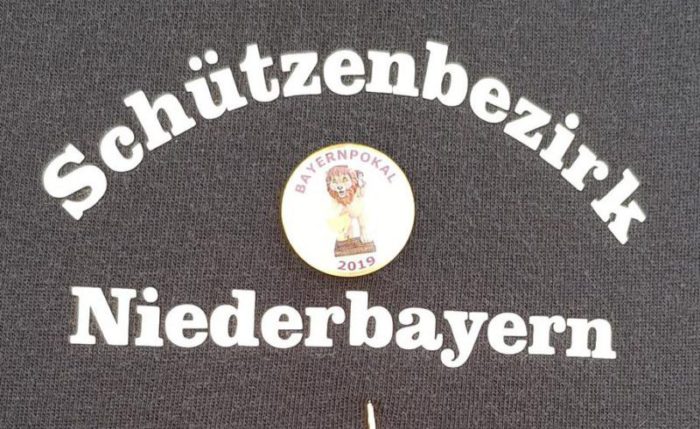 Schützenbezirk
BAYERNPOKAL
2019
Niederbayern